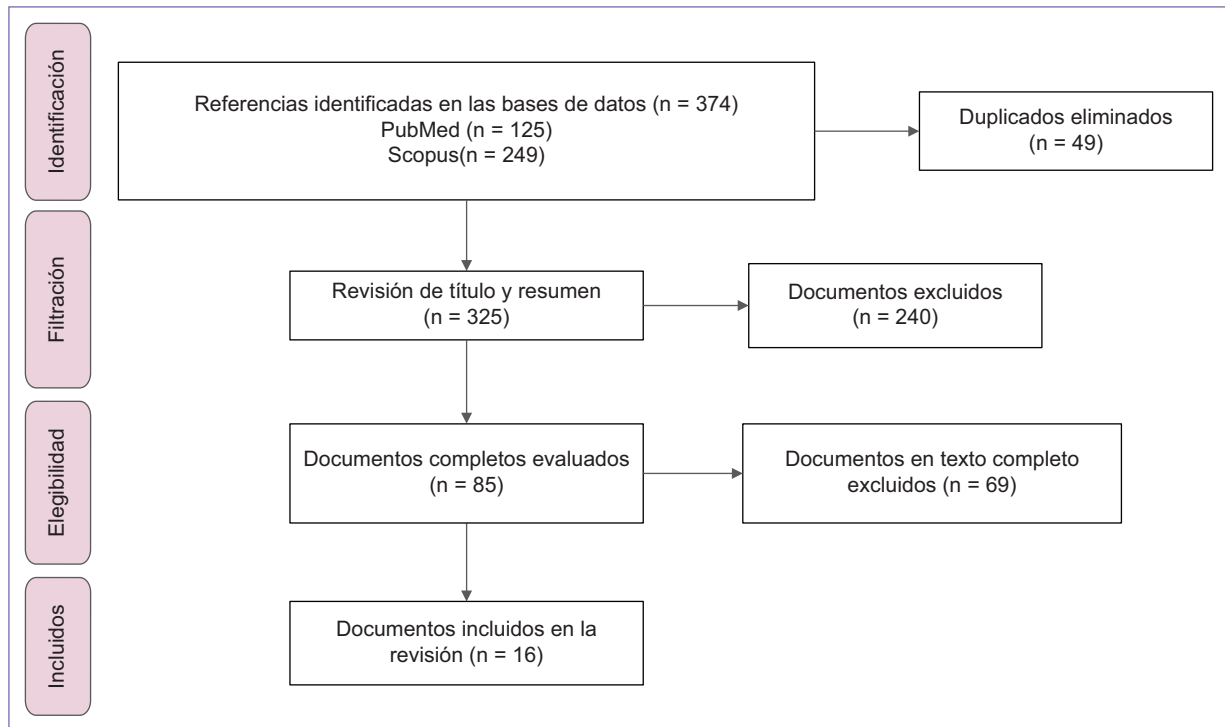 Identificación
Referencias identificadas en las bases de datos (n = 374)
PubMed (n = 125)
Scopus(n = 249)
Duplicados eliminados
(n = 49)
Filtración
Revisión de título y resumen
(n = 325)
Documentos excluidos
(n = 240)
Elegibilidad
Documentos completos evaluados
(n = 85)
Documentos en texto completo
excluidos (n = 69)
Incluidos
Documentos incluidos en la
revisión (n = 16)